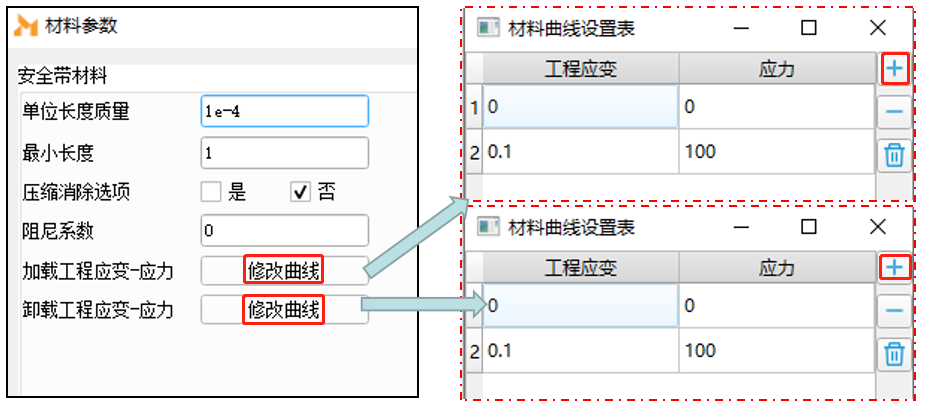 材料参数
安全带材料
单位长度质量 1e-4
最小长度 1
压缩消除选项 是 否
阻尼系数 0
加载工程应变-应力 修改曲线
卸载工程应变-应力 修改曲线
材料曲线设置表
工程应变 应力
1 0 0
2 0.1 100
材料曲线设置表
工程应变 应力
0 0
2 0.1 100